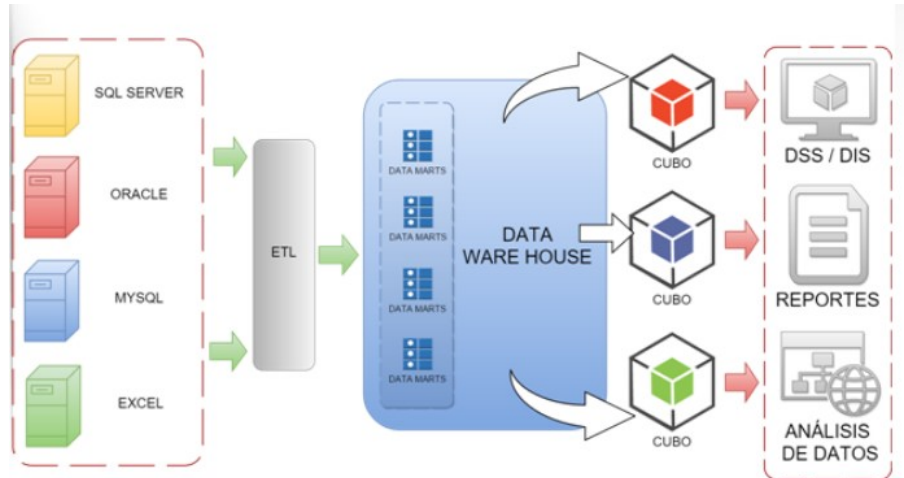 SQL SERVER
ORACLE
MYSQL
EXCEL
ETL
DATA MARTS
DATA MARTS
DATA MARTS
DATA MARTS
DATA
WARE HOUSE
CUBO
CUBO
CUBO
DSS / DIS
REPORTES
ANÁLISIS
DE DATOS